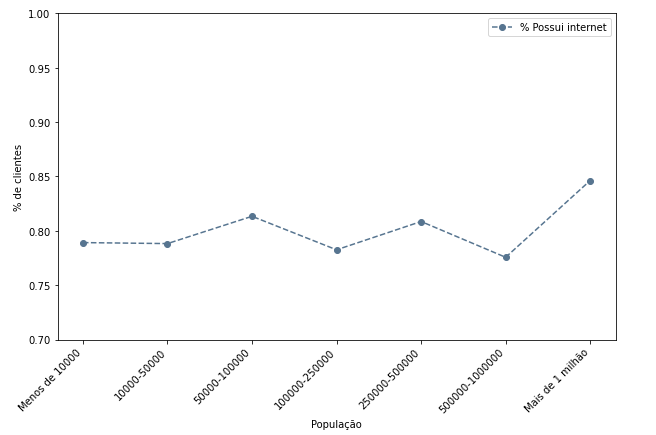 1.00
0.95
0.90
0.85
0.80
0.75
0.70
% de clientes
% Possui internet
Menos de 10000
10000-50000
50000-100000
100000-250000
250000-500000
500000-1000000
Mais de 1 milhão
População